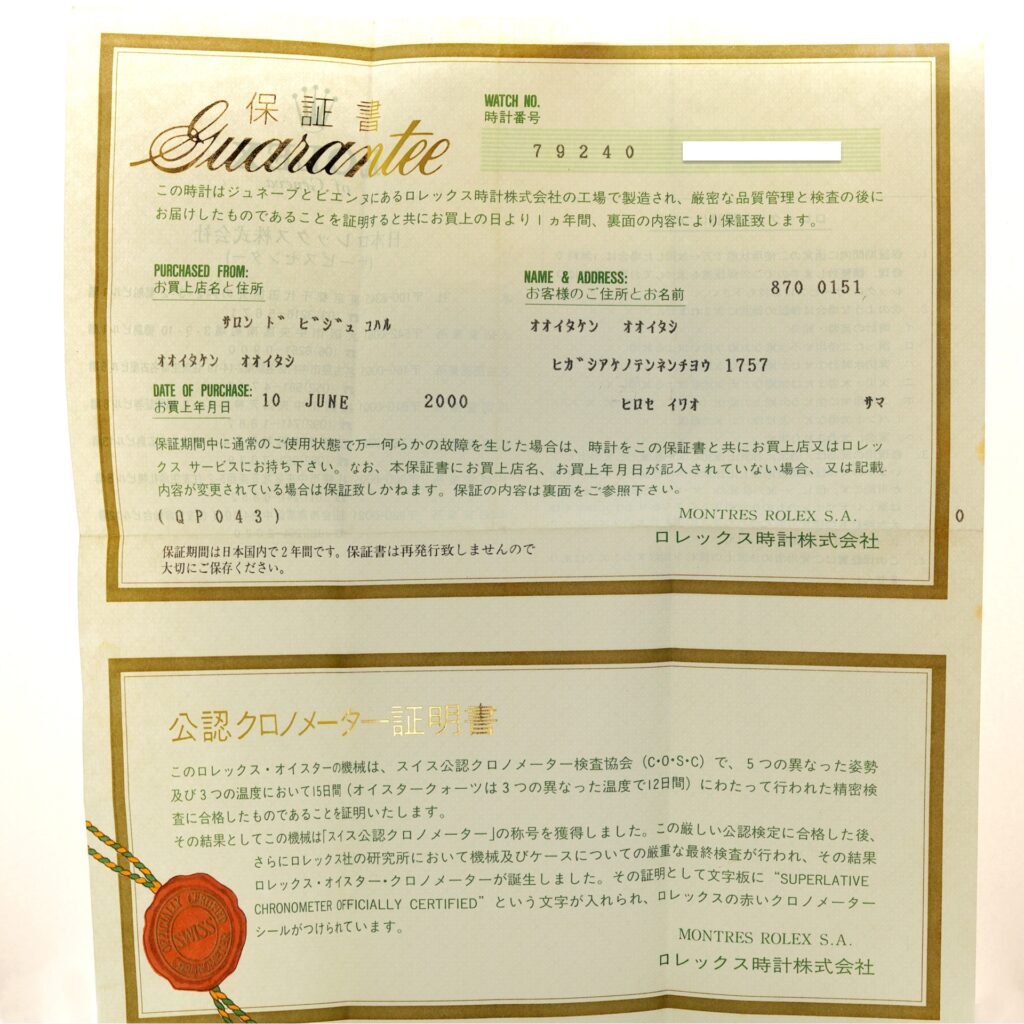 保証書
Guarantee
WATCH NO.
時計番号
79240
この時計はジュネーブとビエンヌにあるロレックス時計株式会社の工場で製造され、厳密な品質管理と検査の後に
お届けしたものであることを証明すると共にお買上の日より1ヵ年間、裏面の内容により保証致します。
PURCHASED FROM:
お買上店名と住所
サロン ド ビジュ コハル
オオイタケン オオイタシ
NAME & ADDRESS:
お客様のご住所とお名前
870 0151
オオイタケン オオイタシ
ヒガシアケノテンネンチヨウ 1757
ヒロセ イワオ サマ
DATE OF PURCHASE:
お買上年月日
10 JUNE 2000
保証期間中に通常のご使用状態で万一何らかの故障を生じた場合は、時計をこの保証書と共にお買上店又はロレッ
クス サービスにお持ち下さい。なお、本保証書にお買上店名、お買上年月日が記入されていない場合、又は記載
内容が変更されている場合は保証致しかねます。保証の内容は裏面をご参照下さい。
(QP043)
MONTRES ROLEX S.A.
ロレックス時計株式会社
0
保証期間は日本国内で2年間です。保証書は再発行致しませんので
大切にご保存ください。
公認クロノメーター証明書
このロレックス・オイスターの機械は、スイス公認クロノメーター検査協会(C・O・S・C)で、5つの異なった姿勢
及び3つの温度において15日間(オイスタークォーツは3つの異なった温度で12日間)にわたって行われた精密検
査に合格したものであることを証明いたします。
その結果としてこの機械は「スイス公認クロノメーター」の称号を獲得しました。この厳しい公認検定に合格した後、
さらにロレックス社の研究所において機械及びケースについての厳重な最終検査が行われ、その結果
ロレックス・オイスター・クロノメーターが誕生しました。その証明として文字板に“SUPERLATIVE
CHRONOMETER OFFICIALLY CERTIFIED”という文字が入れられ、ロレックスの赤いクロノメーター
シールがつけられています。
OFFICIALLY CERTIFIED
SWISS
CHRONOMETER
MONTRES ROLEX S.A.
ロレックス時計株式会社